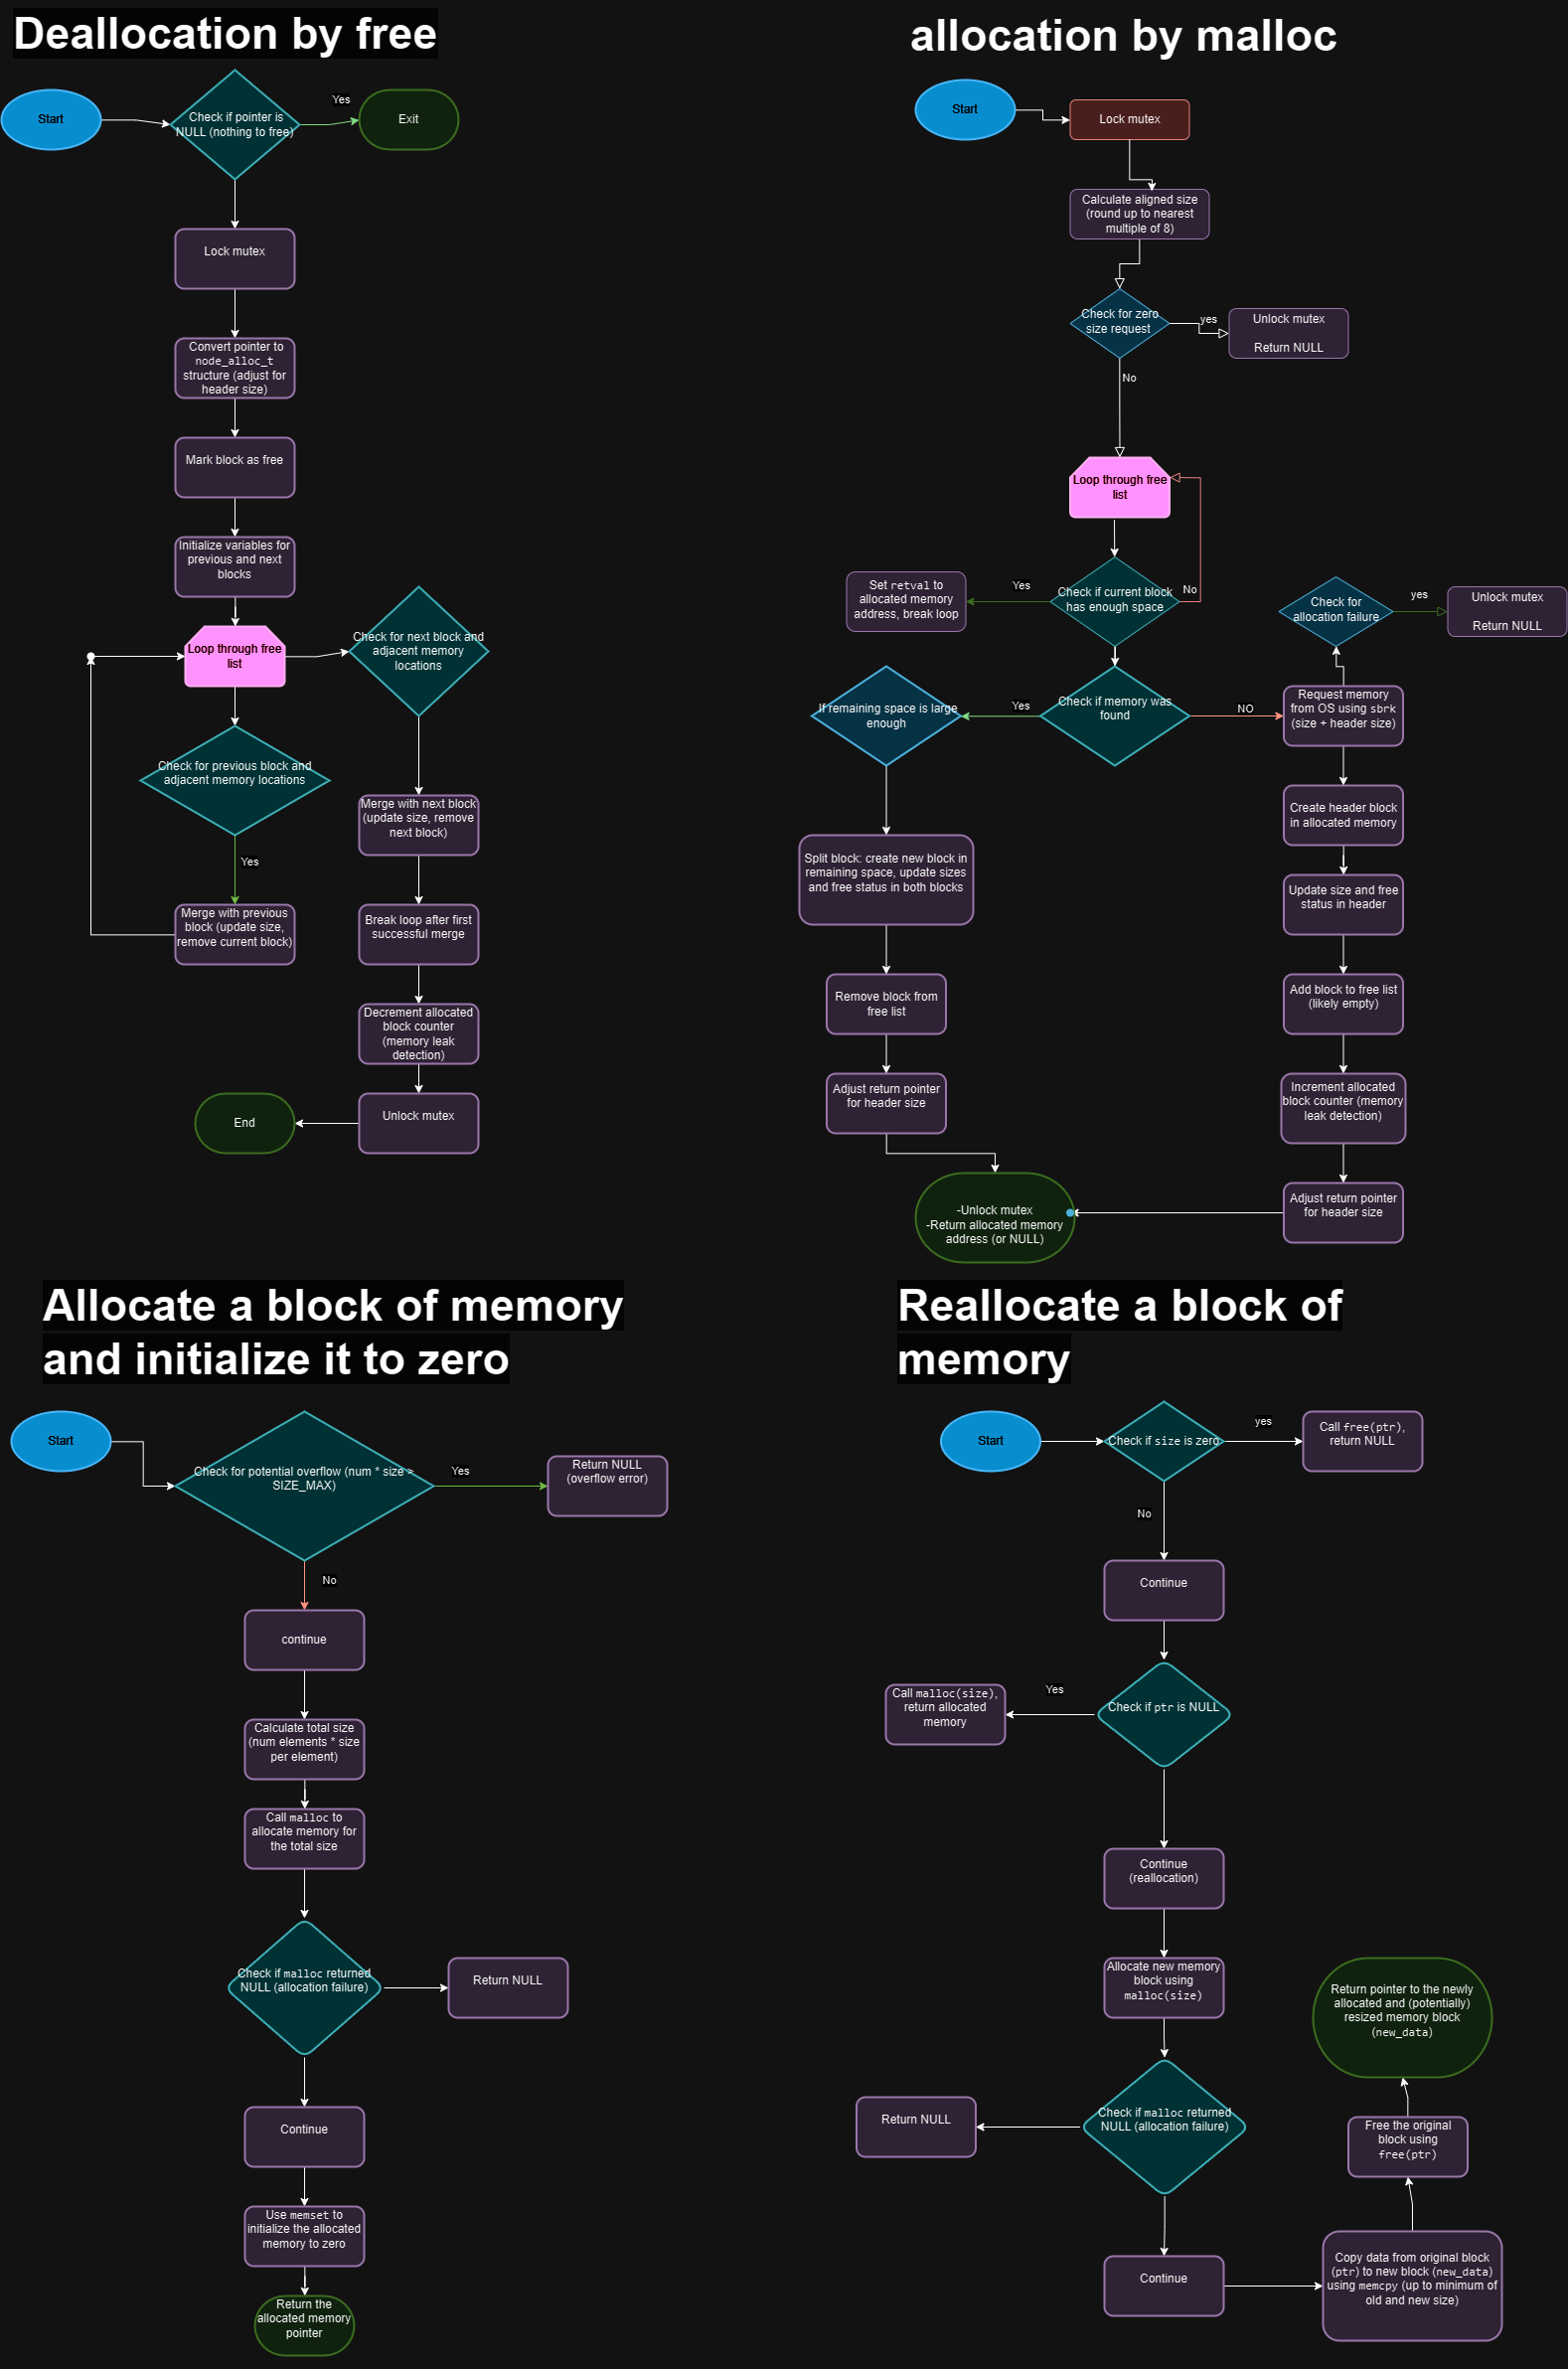 Deallocation by free
Start
Check if pointer is
NULL (nothing to free)
Yes
Exit
Lock mutex
Convert pointer to
node_alloc_t
structure (adjust for
header size)
Mark block as free
Initialize variables for
previous and next
blocks
Loop through free
list
Check for next block and
adjacent memory
locations
Check for previous block and
adjacent memory locations
Yes
Merge with previous
block (update size,
remove current block)
Merge with next block
(update size, remove
next block)
Break loop after first
successful merge
Decrement allocated
block counter
(memory leak
detection)
Unlock mutex
End
allocation by malloc
Start
Lock mutex
Calculate aligned size
(round up to nearest
multiple of 8)
Check for zero
size request
yes
Unlock mutex
Return NULL
No
Loop through free
list
Check if current block
has enough space
No
Yes
Set retval to
allocated memory
address, break loop
Check if memory was
found
Yes
If remaining space is large
enough
Split block: create new block in
remaining space, update sizes
and free status in both blocks
Remove block from
free list
Adjust return pointer
for header size
NO
Request memory
from OS using sbrk
(size + header size)
Check for
allocation failure
yes
Unlock mutex
Return NULL
Create header block
in allocated memory
Update size and free
status in header
Add block to free list
(likely empty)
Increment allocated
block counter (memory
leak detection)
Adjust return pointer
for header size
-Unlock mutex
-Return allocated memory
address (or NULL)
Allocate a block of memory
and initialize it to zero
Start
Check for potential overflow (num * size >
SIZE_MAX)
Yes
Return NULL
(overflow error)
No
continue
Calculate total size
(num elements * size
per element)
Call malloc to
allocate memory for
the total size
Check if malloc returned
NULL (allocation failure)
Return NULL
Continue
Use memset to
initialize the allocated
memory to zero
Return the
allocated memory
pointer
Reallocate a block of
memory
Start
Check if size is zero
yes
Call free(ptr),
return NULL
No
Continue
Check if ptr is NULL
Yes
Call malloc(size),
return allocated
memory
Continue
(reallocation)
Allocate new memory
block using
malloc(size)
Check if malloc returned
NULL (allocation failure)
Return NULL
Continue
Copy data from original block
(ptr) to new block (new_data)
using memcpy (up to minimum of
old and new size)
Free the original
block using
free(ptr)
Return pointer to the newly
allocated and (potentially)
resized memory block
(new_data)